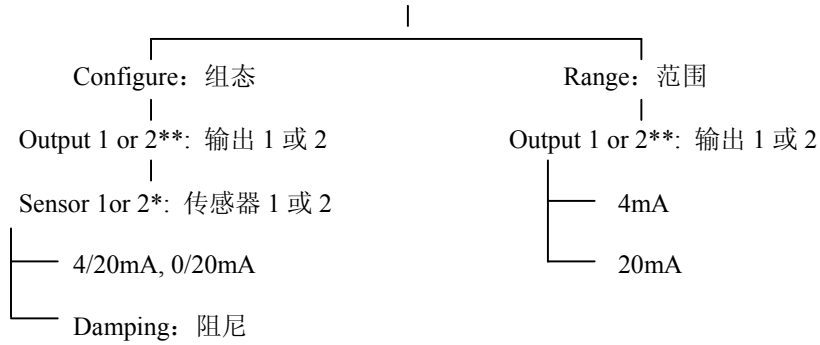 Configure：组态
Range：范围
Output 1 or 2**: 输出 1 或 2
Output 1 or 2**: 输出 1 或 2
Sensor 1or 2*: 传感器 1 或 2
4mA
4/20mA, 0/20mA
20mA
Damping：阻尼